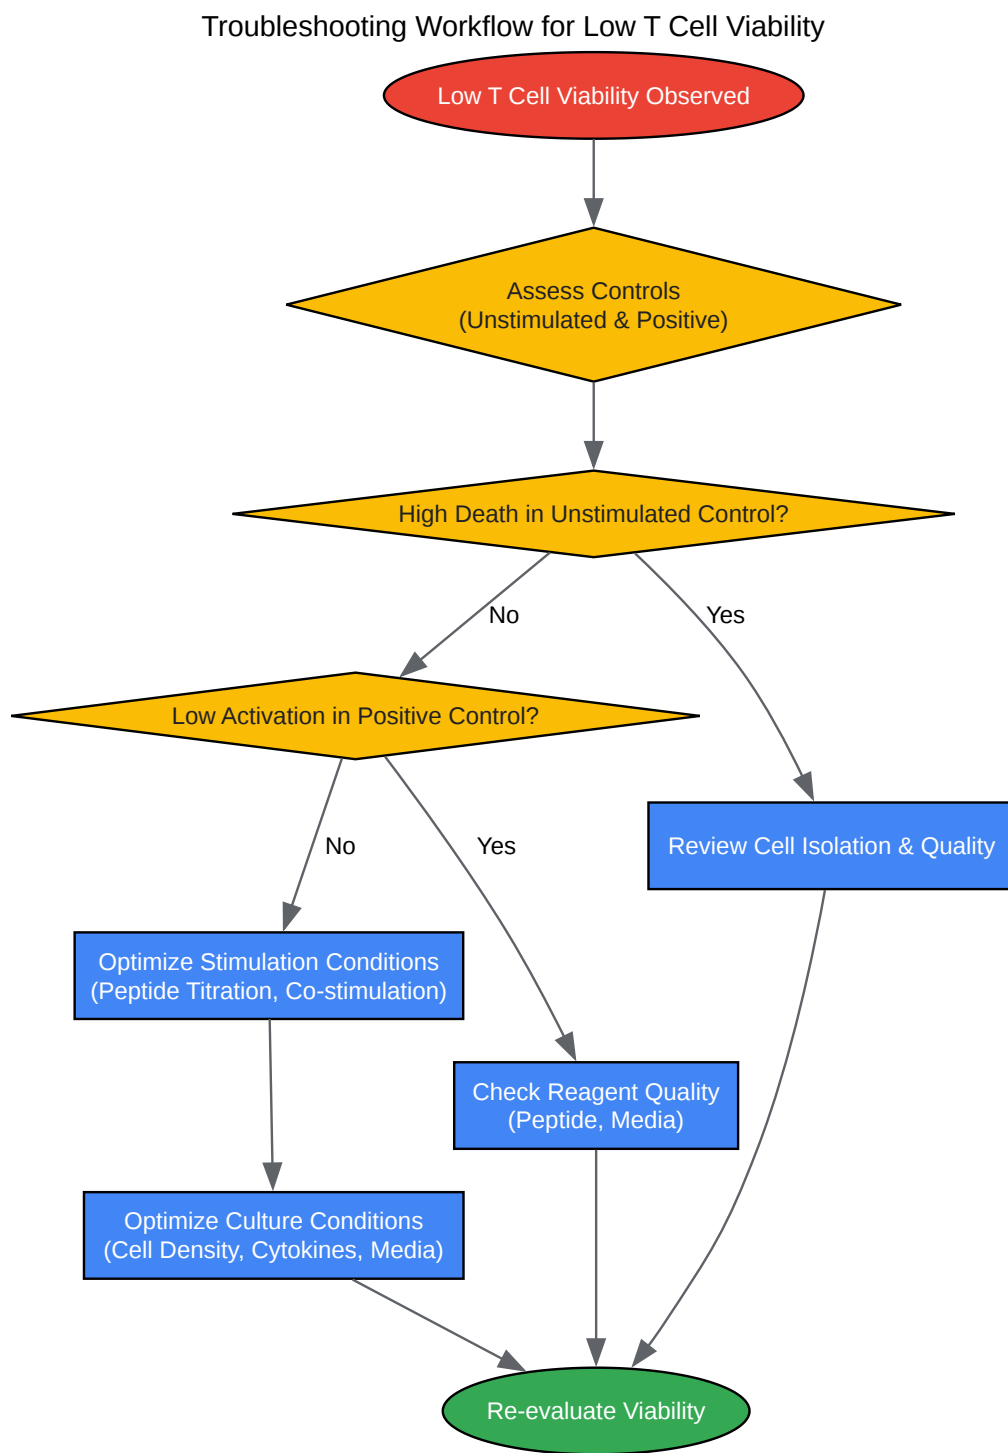 Troubleshooting Workflow for Low T Cell Viability
Low T Cell Viability Observed
Assess Controls
(Unstimulated & Positive)
High Death in Unstimulated Control?
No
Yes
Low Activation in Positive Control?
No
Yes
Review Cell Isolation & Quality
Optimize Stimulation Conditions
(Peptide Titration, Co-stimulation)
Check Reagent Quality
(Peptide, Media)
Optimize Culture Conditions
(Cell Density, Cytokines, Media)
Re-evaluate Viability